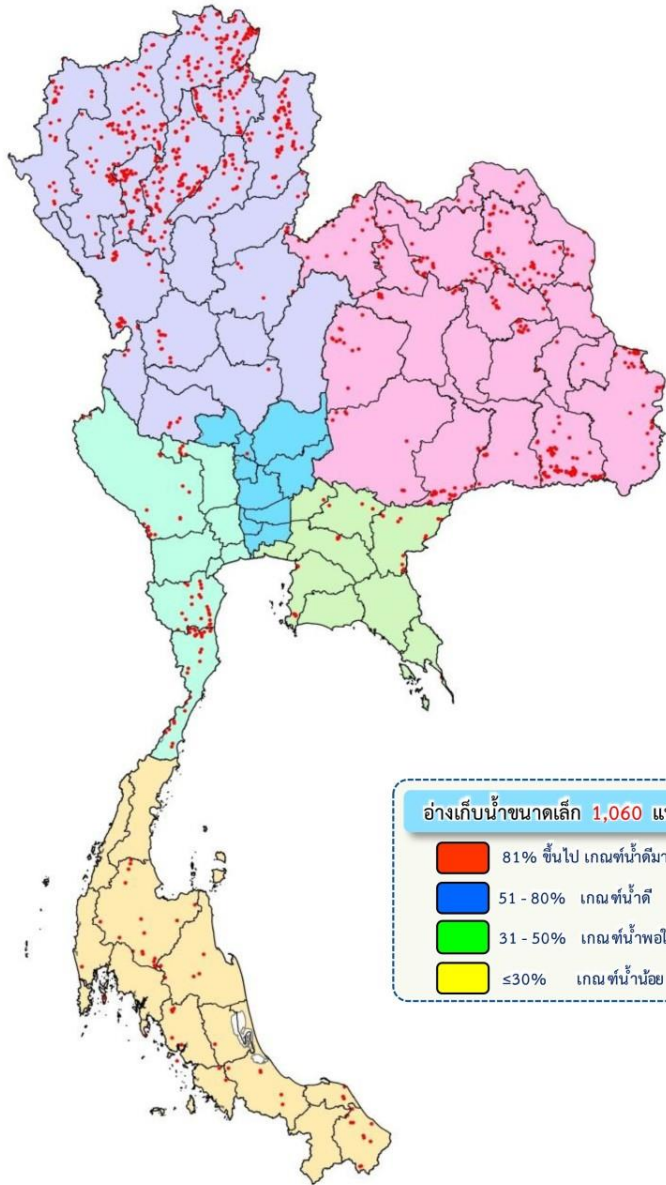 อ่างเก็บน้ำขนาดเล็ก 1,060
81% ขึ้นไป เกณฑ์น้ำดีมา
51 - 80% เกณฑ์น้ำดี
31 - 50% เกณฑ์น้ำพอใ
≤30% เกณฑ์น้ำน้อย